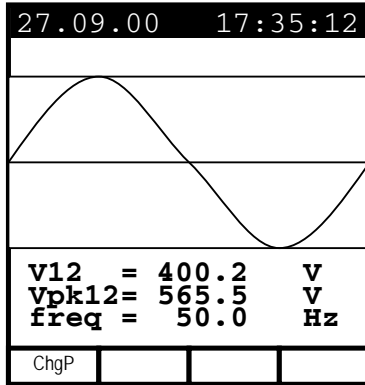 27.09.00 17:35:12
V12 = 400.2 V
Vpk12= 565.5 V
freq = 50.0 Hz
ChgP